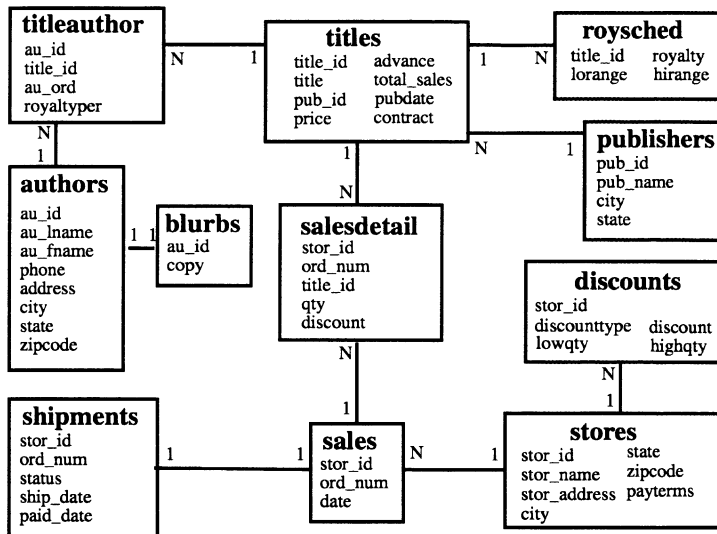 titleauthor
au_id
title_id
au_ord
royaltyper
N
1
titles
title_id advance
title total_sales
pub_id pubdate
price contract
1
N
roysched
title_id royalty
lorange hirange
N
1
publishers
pub_id
pub_name
city
state
N
1
authors
au_id
au_lname
au_fname
phone
address
city
state
zipcode
1 1
blurbs
au_id
copy
1
N
salesdetail
stor_id
ord_num
title_id
qty
discount
discounts
stor_id
discounttype discount
lowqty highqty
N
1
N
1
shipments
stor_id
ord_num
status
ship_date
paid_date
1
1
sales
stor_id
ord_num
date
N
1
stores
stor_id state
stor_name zipcode
stor_address payterms
city